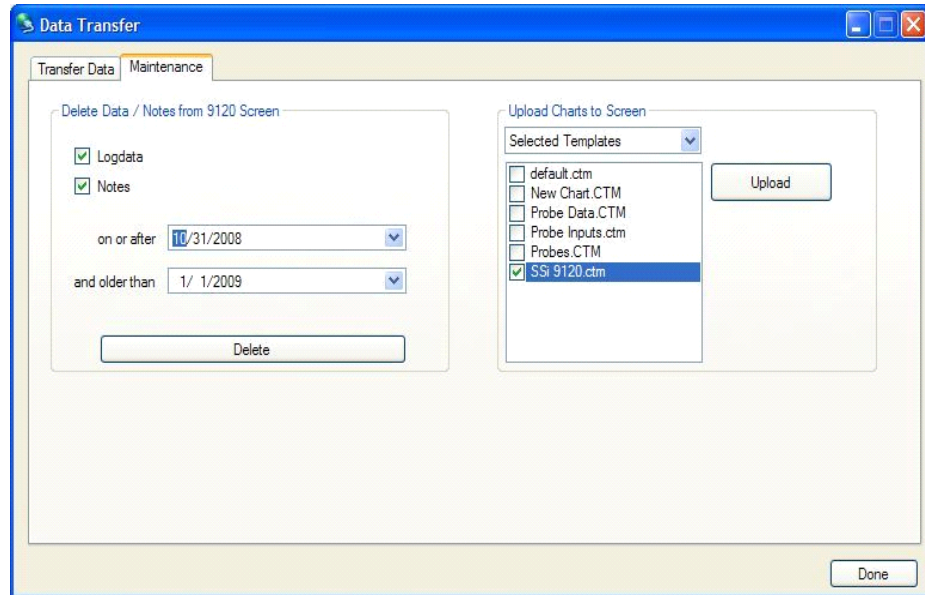 Data Transfer
Transfer Data
Maintenance
Delete Data / Notes from 9120 Screen
Logdata
Notes
on or after 10/31/2008
and older than 1/ 1/2009
Delete
Upload Charts to Screen
Selected Templates
default.ctm
New Chart.CTM
Probe Data.CTM
Probe Inputs.ctm
Probes.CTM
SSi 9120.ctm
Upload
Done